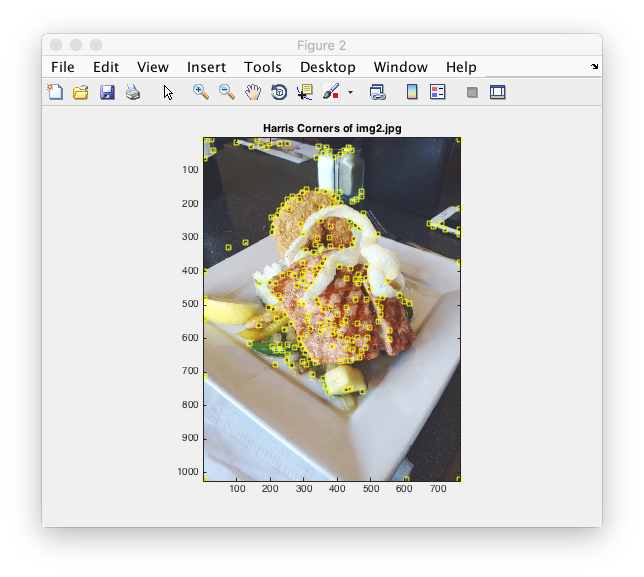 Figure 2
File Edit View Insert Tools Desktop Window Help
Harris Corners of img2.jpg
100
200
300
400
500
600
700
800
900
1000
100 200 300 400 500 600 700